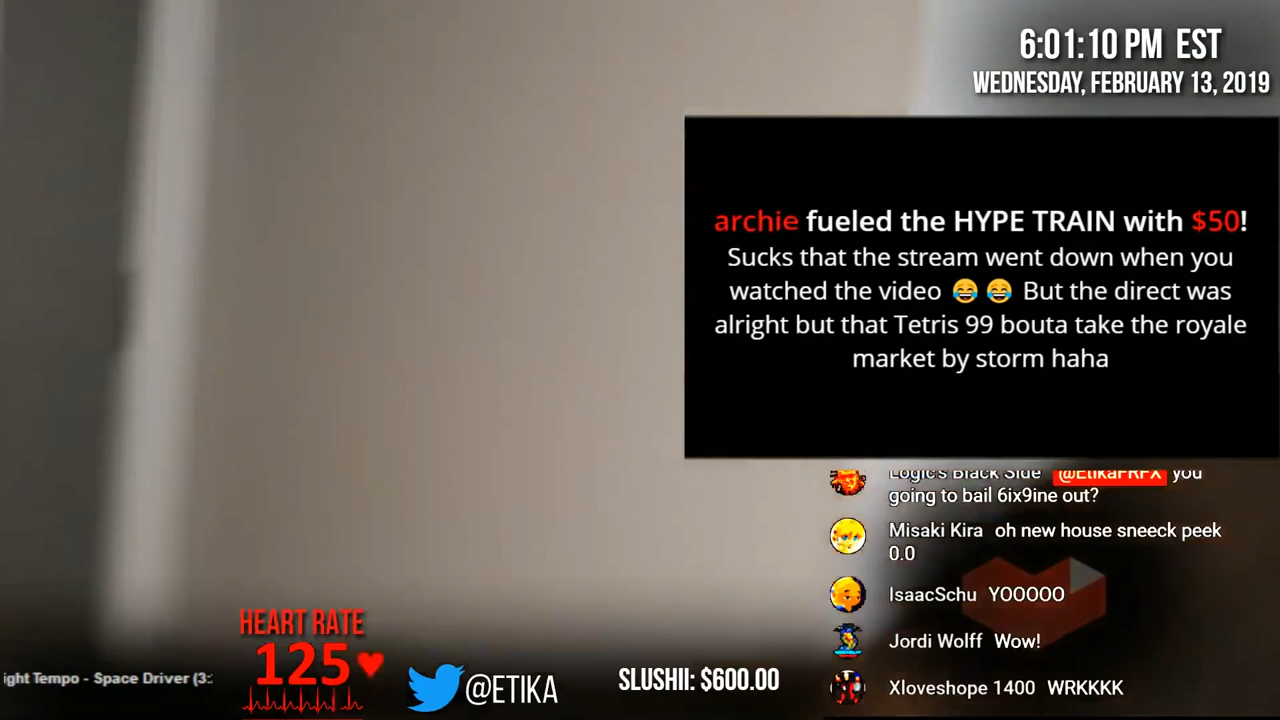 6:01:10 PM EST
WEDNESDAY, FEBRUARY 13, 2019
archie fueled the HYPE TRAIN with $50!
Sucks that the stream went down when you
watched the video 😂 😂 But the direct was
alright but that Tetris 99 bouta take the royale
market by storm haha
Logic's Black Side @EtikaFRFX you
going to bail 6ix9ine out?
Misaki Kira oh new house sneeck peek
0.0
IsaacSchu YOOOOO
Jordi Wolff Wow!
Xloveshope 1400 WRKKKK
HEART RATE
125
ight Tempo - Space Driver (3:
@ETIKA
SLUSHII: $600.00